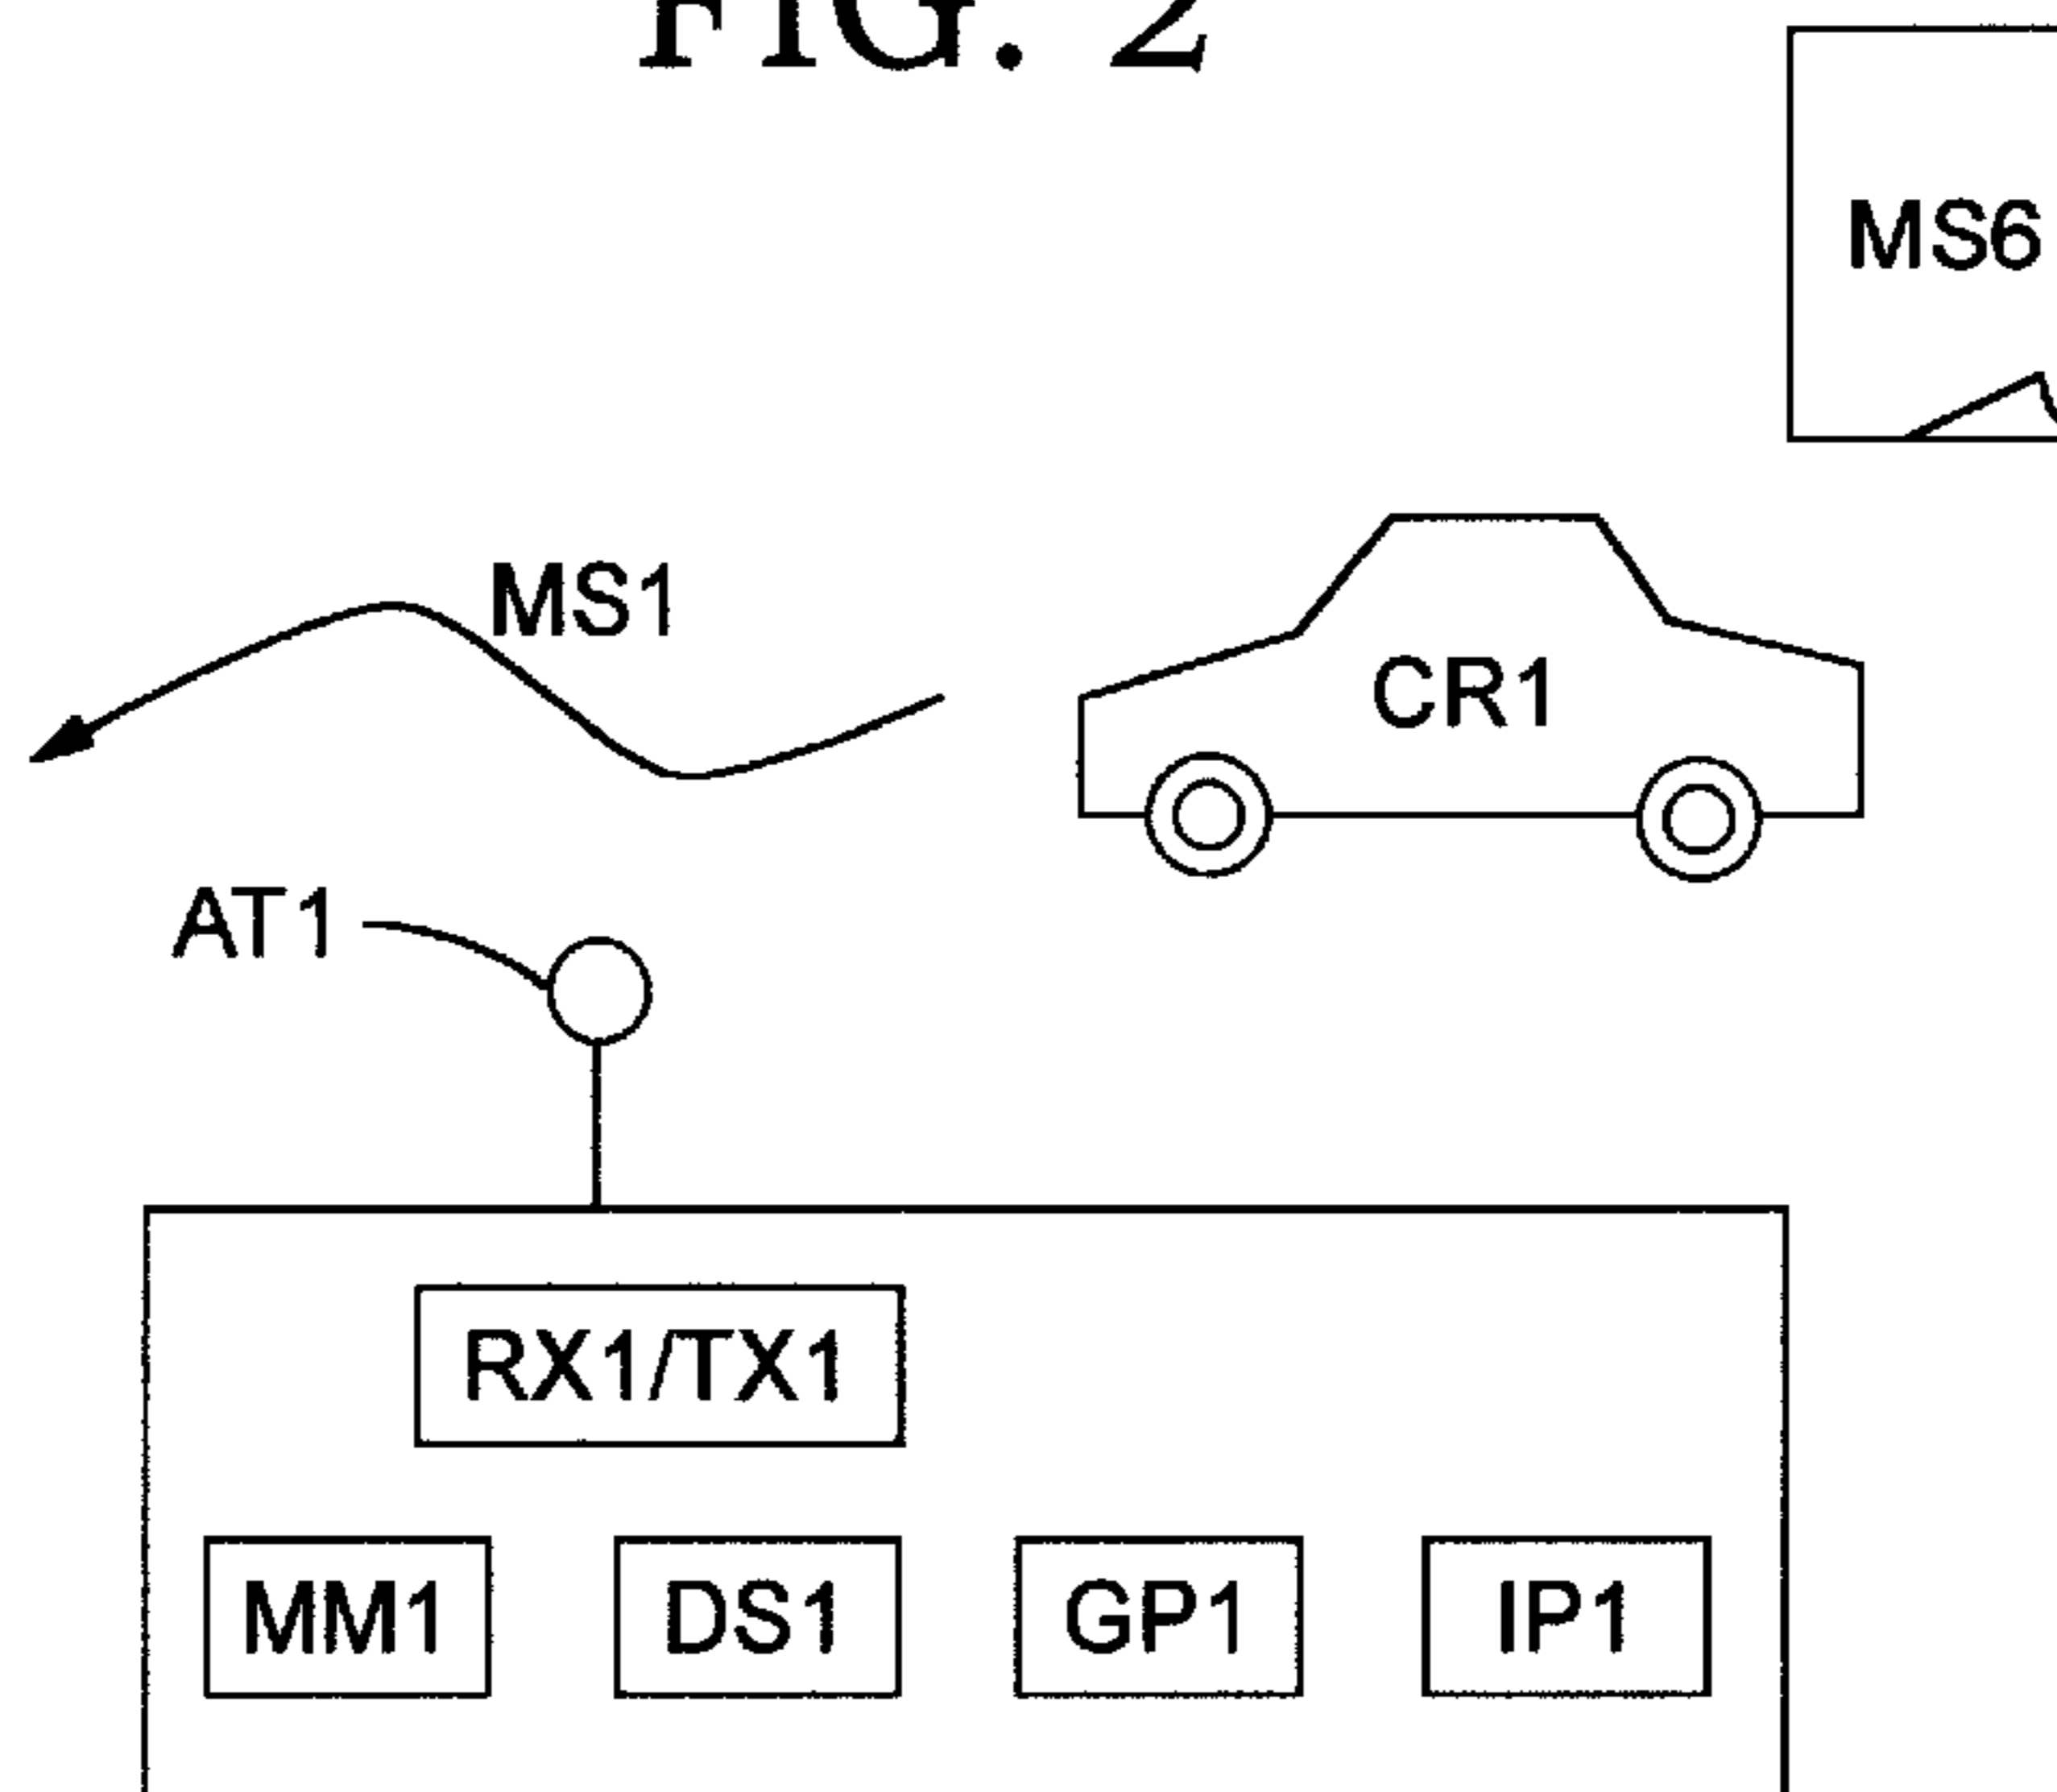 FIG. 2
MS6
MS1
CR1
AT1
RX1/TX1
MM1
DS1
GP1
IP1